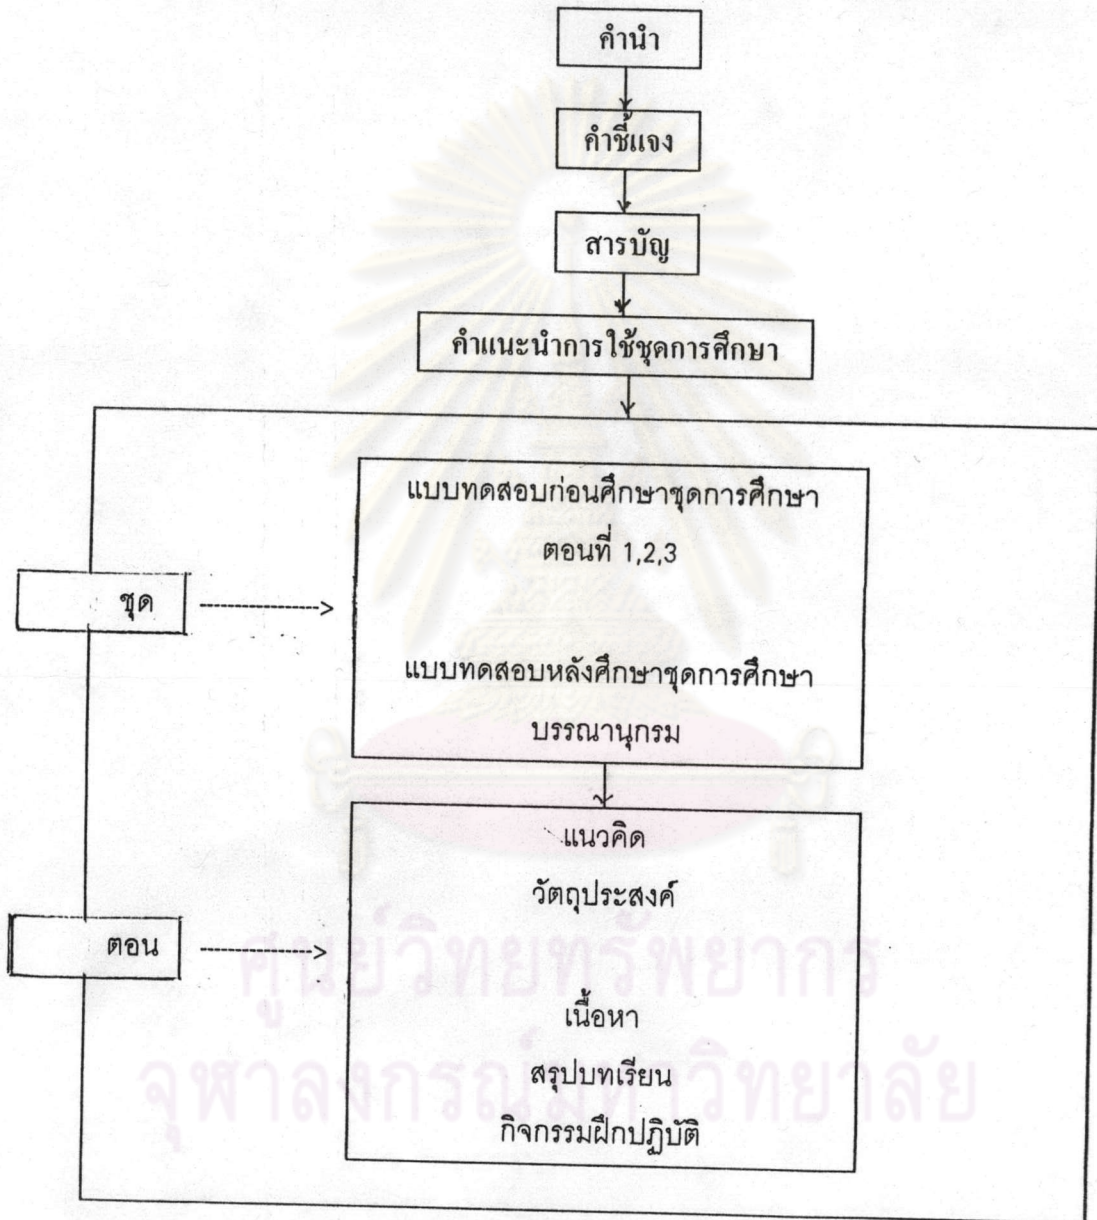 คำนำ
คำชี้แจง
สารบัญ
คำแนะนำการใช้ชุดการศึกษา
แบบทดสอบก่อนศึกษาชุดการศึกษา
ตอนที่ 1,2,3
ชุด
แบบทดสอบหลังศึกษาชุดการศึกษา
บรรณานุกรม
แนวคิด
วัตถุประสงค์
ตอน
เนื้อหา
สรุปบทเรียน
กิจกรรมฝึกปฏิบัติ
ศูนย์วิทยทรัพยากร
จุฬาลงกรณ์มหาวิทยาลัย